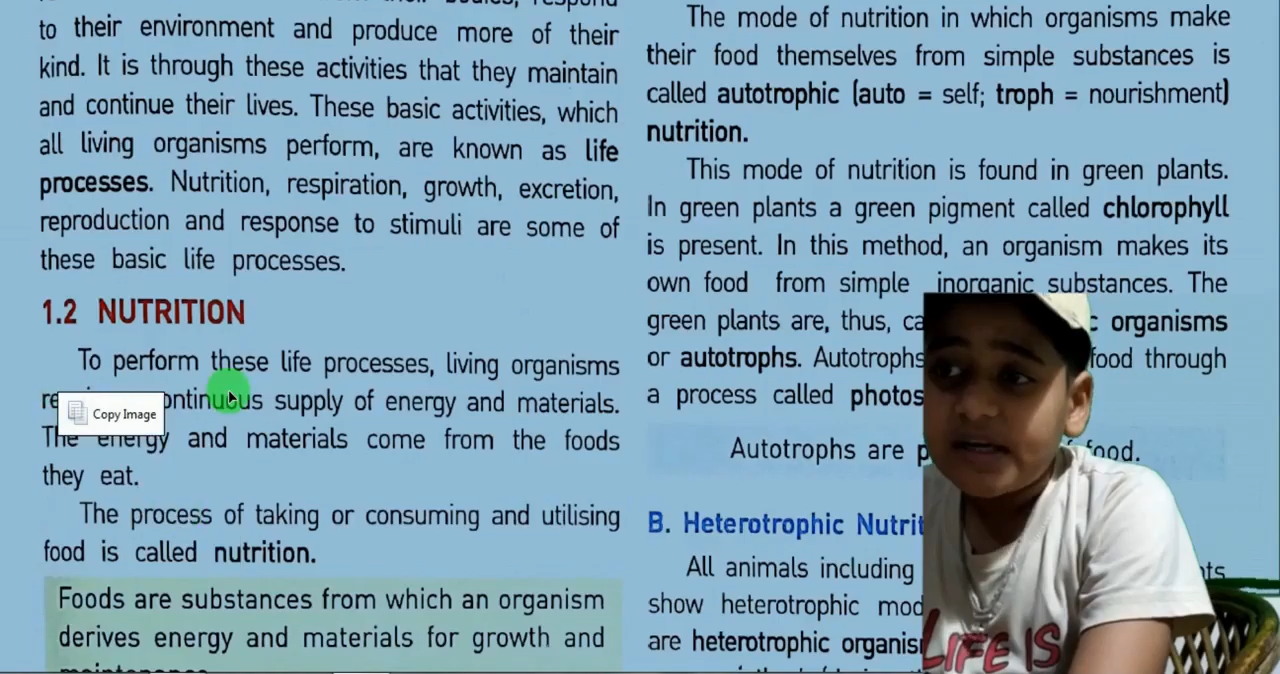 to their environment and produce more of their
kind. It is through these activities that they maintain
and continue their lives. These basic activities, which
all living organisms perform, are known as life
processes. Nutrition, respiration, growth, excretion,
reproduction and response to stimuli are some of
these basic life processes.
1.2 NUTRITION
To perform these life processes, living organisms
continuous supply of energy and materials.
Copy Image
The energy and materials come from the foods
they eat.
The process of taking or consuming and utilising
food is called nutrition.
Foods are substances from which an organism
derives energy and materials for growth and
The mode of nutrition in which organisms make
their food themselves from simple substances is
called autotrophic (auto = self; troph = nourishment)
nutrition.
This mode of nutrition is found in green plants.
In green plants a green pigment called chlorophyll
is present. In this method, an organism makes its
own food from simple inorganic substances. The
green plants are, thus, organisms
or autotrophs. Autotrophs food through
a process called
Autotrophs are food.
B. Heterotrophic
All animals including
show heterotrophic
are heterotrophic
LIFE IS